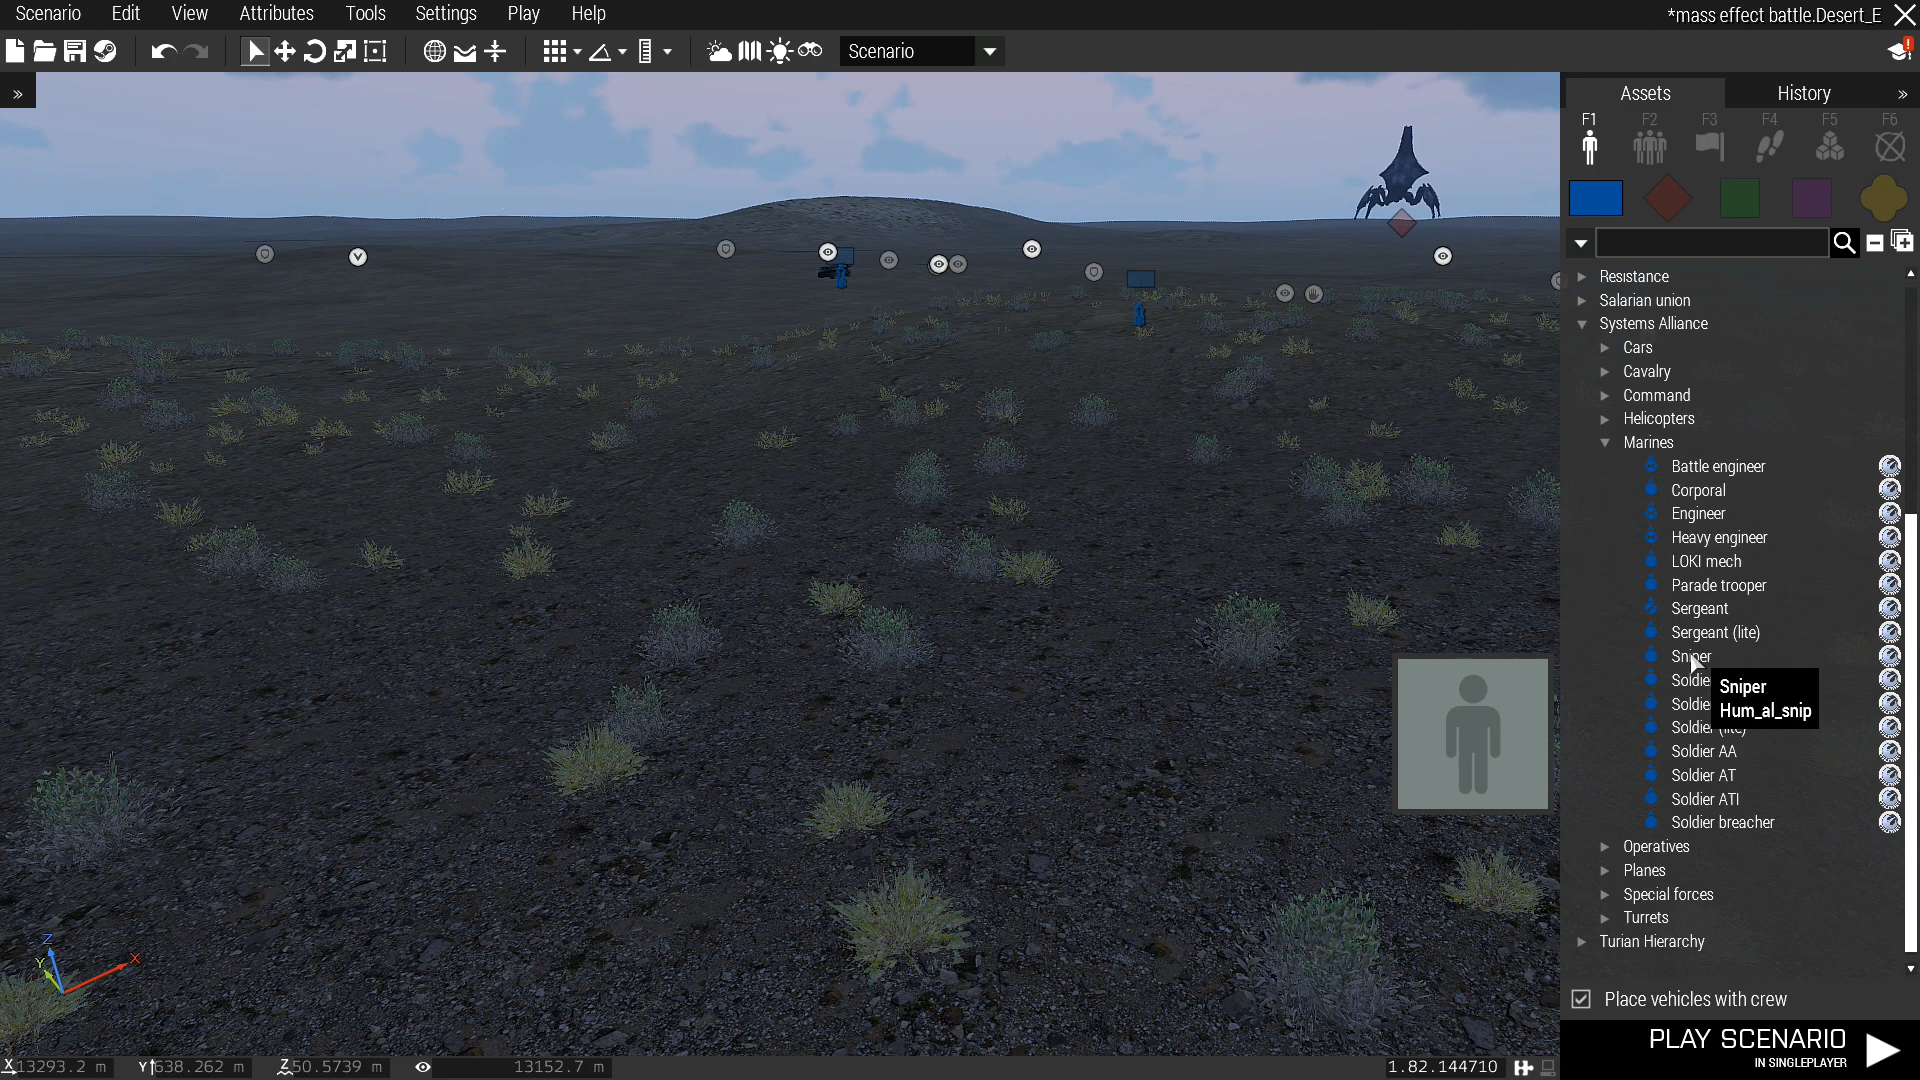 Scenario Edit View Attributes Tools Settings Play Help
*mass effect battle.Desert_E
Scenario
Assets History
F1 F2 F3 F4 F5 F6
Resistance
Salarian union
Systems Alliance
Cars
Cavalry
Command
Helicopters
Marines
Battle engineer
Corporal
Engineer
Heavy engineer
LOKI mech
Parade trooper
Sergeant
Sergeant (lite)
Sniper
Sniper
Hum_al_snip
Soldier (lite)
Soldier AA
Soldier AT
Soldier ATI
Soldier breacher
Operatives
Planes
Special forces
Turrets
Turian Hierarchy
Place vehicles with crew
PLAY SCENARIO
IN SINGLEPLAYER
Z
Y
X
X 13293.2 m Y 638.262 m Z 50.5739 m 13152.7 m 1.82.144710